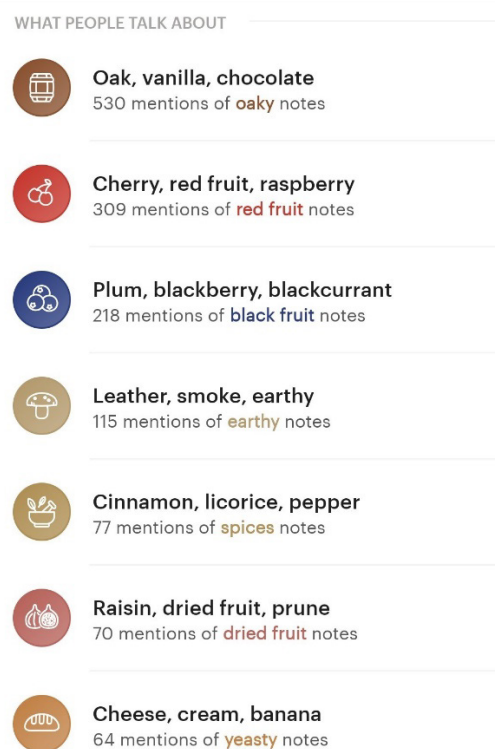 WHAT PEOPLE TALK ABOUT
Oak, vanilla, chocolate
530 mentions of oaky notes
Cherry, red fruit, raspberry
309 mentions of red fruit notes
Plum, blackberry, blackcurrant
218 mentions of black fruit notes
Leather, smoke, earthy
115 mentions of earthy notes
Cinnamon, licorice, pepper
77 mentions of spices notes
Raisin, dried fruit, prune
70 mentions of dried fruit notes
Cheese, cream, banana
64 mentions of yeasty notes